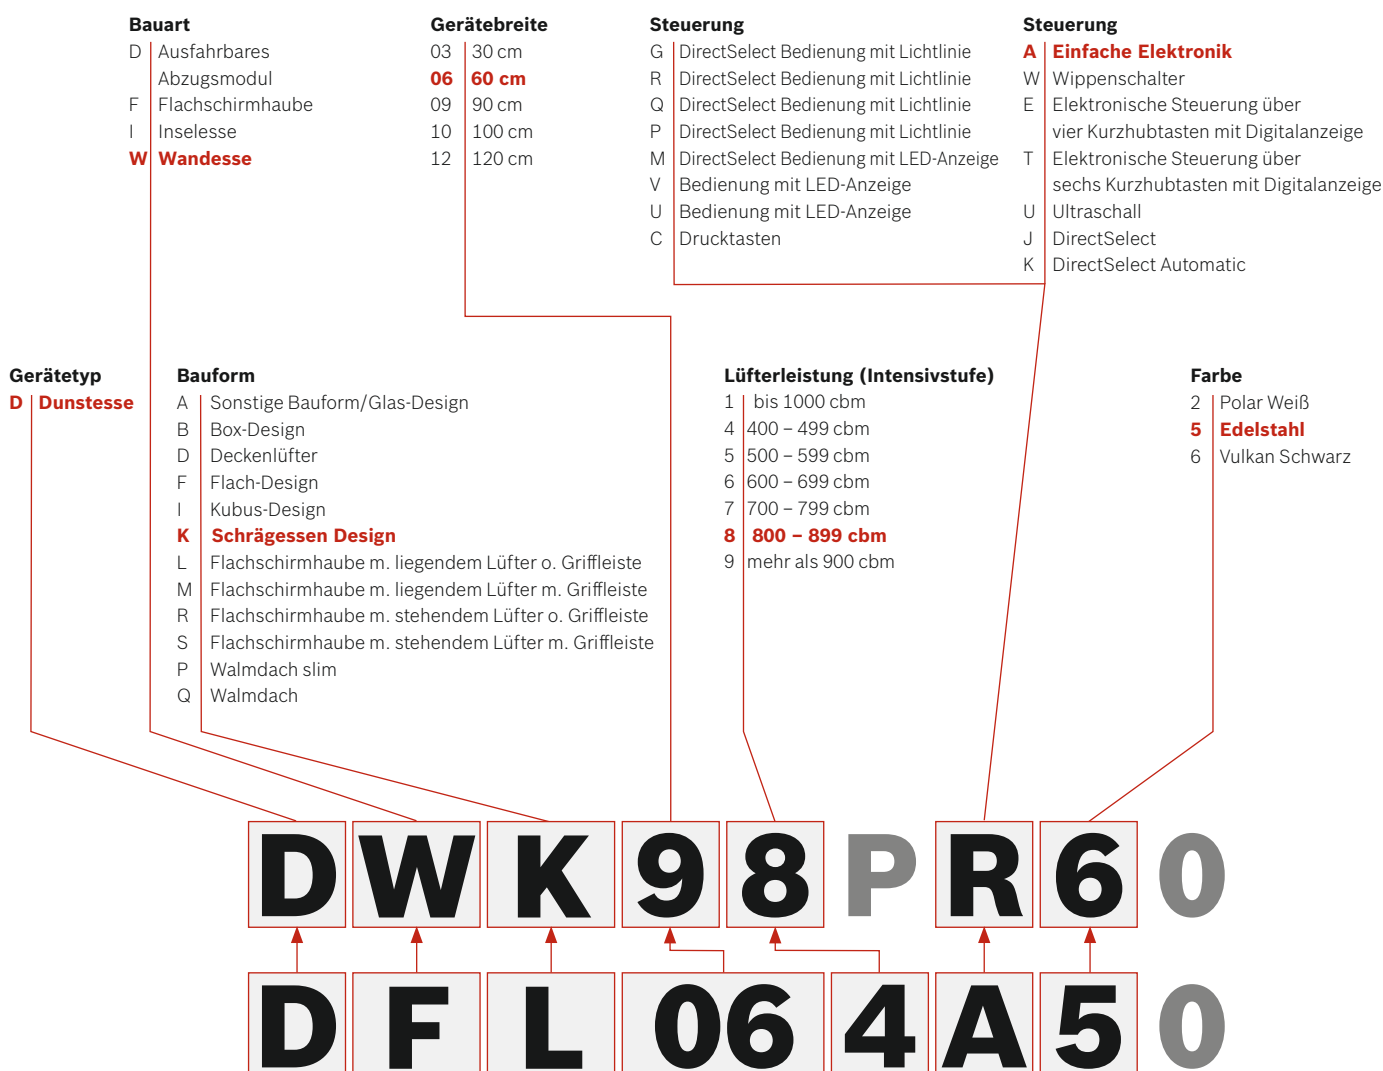 Bauart
D Ausfahrbares
Abzugsmodul
F Flachschirmhaube
I Inselesse
W Wandesse
Gerätebreite
03 30 cm
06 60 cm
09 90 cm
10 100 cm
12 120 cm
Steuerung
G DirectSelect Bedienung mit Lichtlinie
R DirectSelect Bedienung mit Lichtlinie
Q DirectSelect Bedienung mit Lichtlinie
P DirectSelect Bedienung mit Lichtlinie
M DirectSelect Bedienung mit LED-Anzeige
V Bedienung mit LED-Anzeige
U Bedienung mit LED-Anzeige
C Drucktasten
Steuerung
A Einfache Elektronik
W Wippenschalter
E Elektronische Steuerung über
vier Kurzhubtasten mit Digitalanzeige
T Elektronische Steuerung über
sechs Kurzhubtasten mit Digitalanzeige
U Ultraschall
J DirectSelect
K DirectSelect Automatic
Gerätetyp
D Dunstesse
Bauform
A Sonstige Bauform/Glas-Design
B Box-Design
D Deckenlüfter
F Flach-Design
I Kubus-Design
K Schrägessen Design
L Flachschirmhaube m. liegendem Lüfter o. Griffleiste
M Flachschirmhaube m. liegendem Lüfter m. Griffleiste
R Flachschirmhaube m. stehendem Lüfter o. Griffleiste
S Flachschirmhaube m. stehendem Lüfter m. Griffleiste
P Walmdach slim
Q Walmdach
Lüfterleistung (Intensivstufe)
1 bis 1000 cbm
4 400 – 499 cbm
5 500 – 599 cbm
6 600 – 699 cbm
7 700 – 799 cbm
8 800 – 899 cbm
9 mehr als 900 cbm
Farbe
2 Polar Weiß
5 Edelstahl
6 Vulkan Schwarz
D W K 9 8 P R 6 0
D F L 06 4 A 5 0